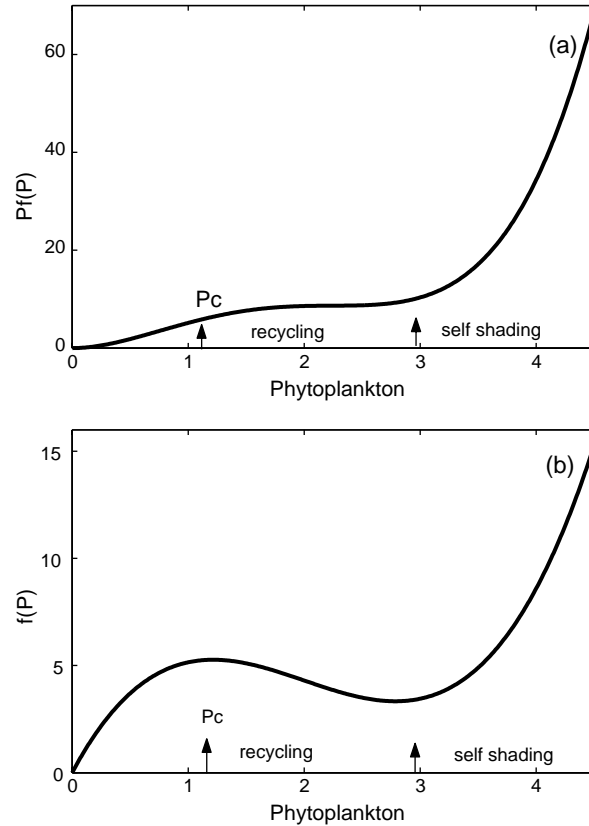 (a)
60
40
20
0
Pf(P)
Pc
recycling
self shading
0 1 2 3 4
Phytoplankton
(b)
15
10
5
0
f(P)
Pc
recycling
self shading
0 1 2 3 4
Phytoplankton